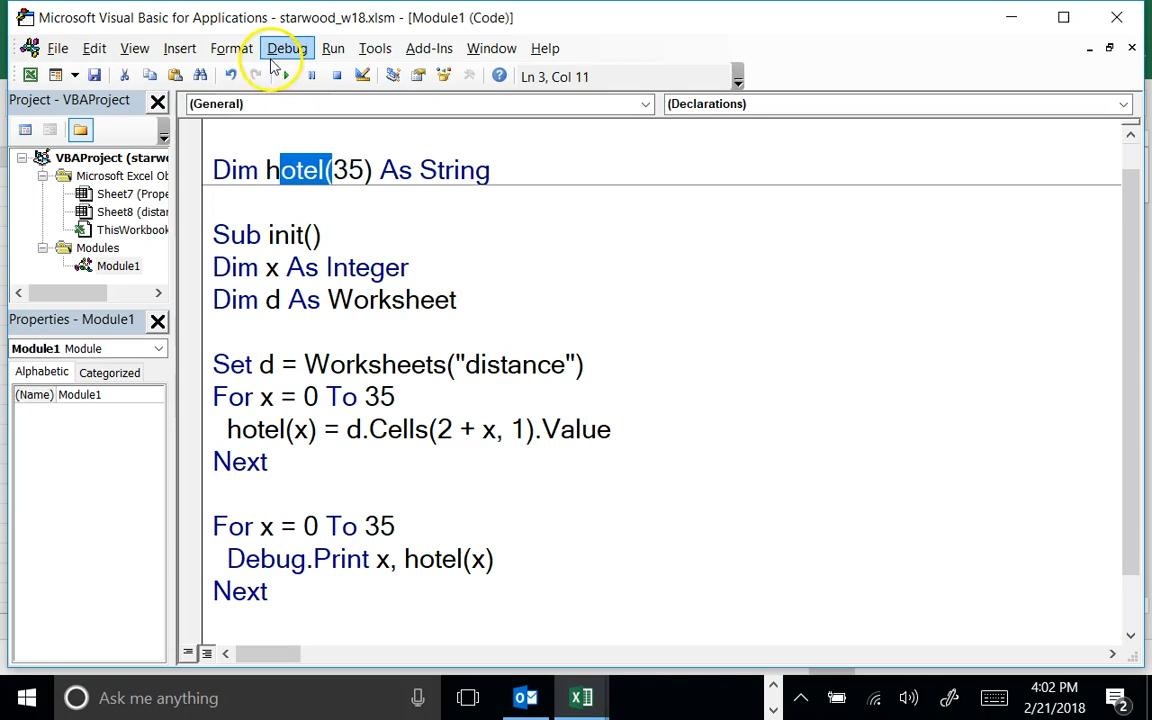 Microsoft Visual Basic for Applications - starwood_w18.xlsm - [Module1 (Code)]
File Edit View Insert Format Debug Run Tools Add-Ins Window Help
Ln 3, Col 11
Project - VBAProject
(General) (Declarations)
VBAProject (starw
Microsoft Excel Ob
Sheet7 (Prope
Sheet8 (distar
ThisWorkbook
Modules
Module1
Properties - Module1
Module1 Module
Alphabetic Categorized
(Name) Module1
Dim hotel(35) As String
Sub init()
Dim x As Integer
Dim d As Worksheet
Set d = Worksheets("distance")
For x = 0 To 35
hotel(x) = d.Cells(2 + x, 1).Value
Next
For x = 0 To 35
Debug.Print x, hotel(x)
Next
Ask me anything
4:02 PM
2/21/2018
2